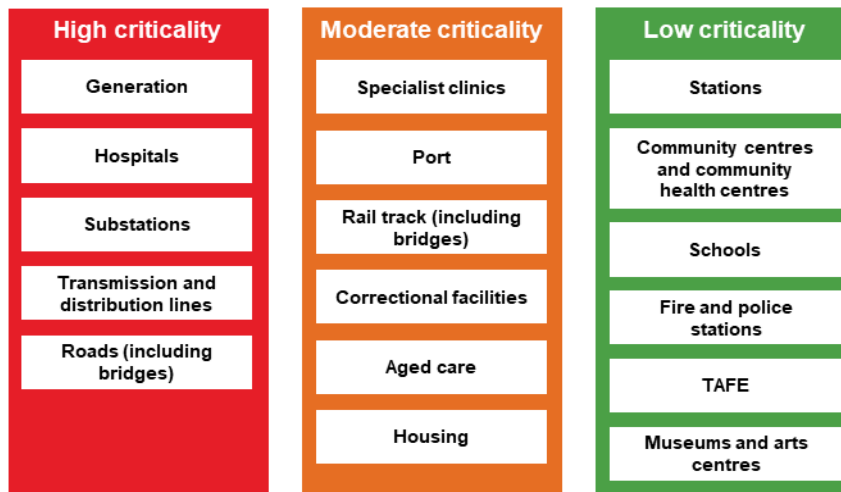 High criticality
Generation
Hospitals
Substations
Transmission and
distribution lines
Roads (including
bridges)
Moderate criticality
Specialist clinics
Port
Rail track (including
bridges)
Correctional facilities
Aged care
Housing
Low criticality
Stations
Community centres
and community
health centres
Schools
Fire and police
stations
TAFE
Museums and arts
centres